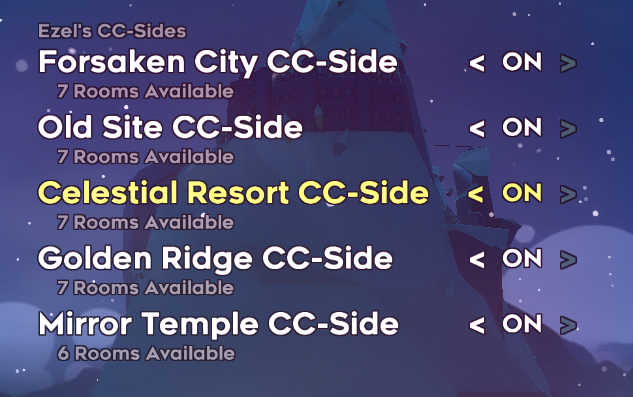 Ezel's CC-Sides
Forsaken City CC-Side < ON >
7 Rooms Available
Old Site CC-Side < ON >
7 Rooms Available
Celestial Resort CC-Side < ON >
7 Rooms Available
Golden Ridge CC-Side < ON >
7 Rooms Available
Mirror Temple CC-Side < ON >
6 Rooms Available